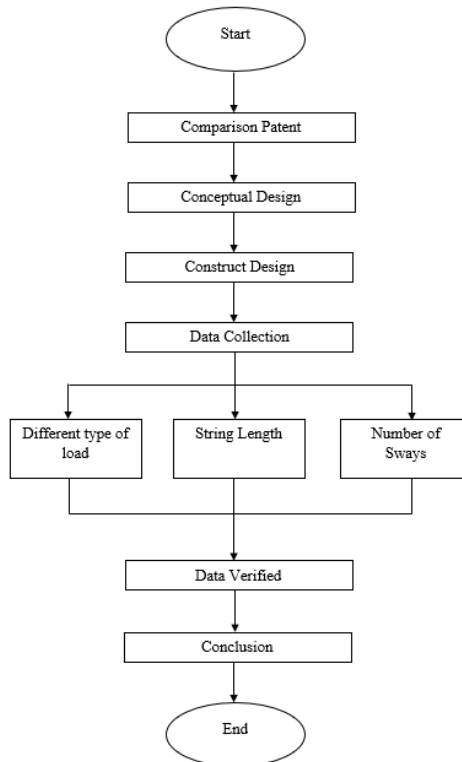 Start
Comparison Patent
Conceptual Design
Construct Design
Data Collection
Different type of
load
String Length
Number of
Sways
Data Verified
Conclusion
End